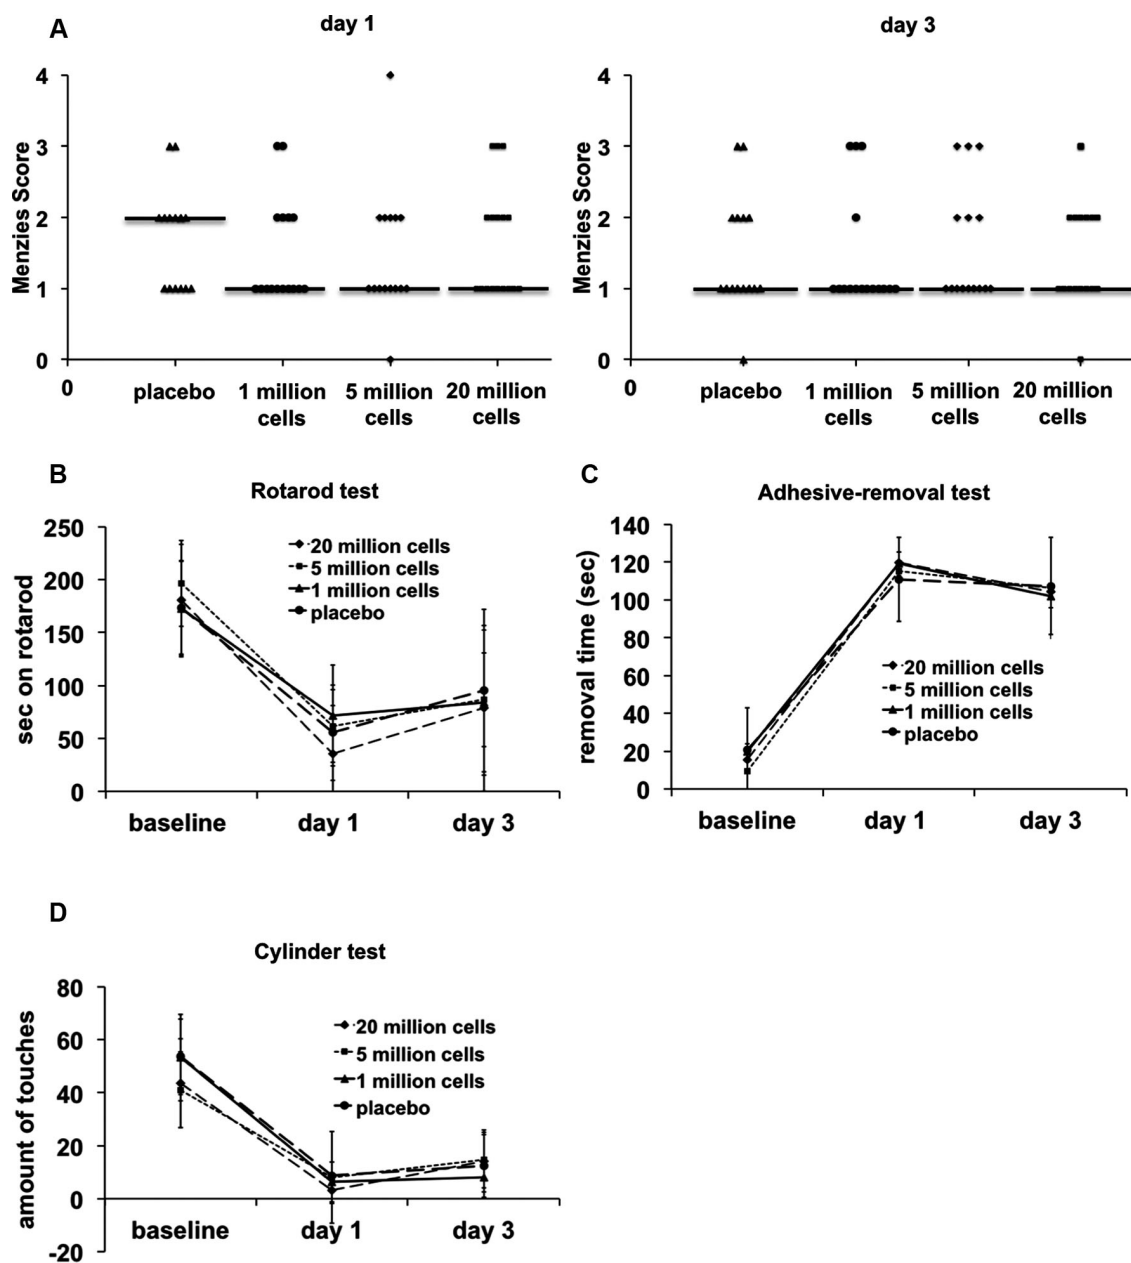 A
day 1
day 3
Menzies Score
4
3
2
1
0
0
placebo
1 million
cells
5 million
cells
20 million
cells
Menzies Score
4
3
2
1
0
0
placebo
1 million
cells
5 million
cells
20 million
cells
B
Rotarod test
sec on rotarod
250
200
150
100
50
0
20 million cells
5 million cells
1 million cells
placebo
baseline
day 1
day 3
C
Adhesive-removal test
removal time (sec)
140
120
100
80
60
40
20
0
20 million cells
5 million cells
1 million cells
placebo
baseline
day 1
day 3
D
Cylinder test
amount of touches
80
60
40
20
0
-20
20 million cells
5 million cells
1 million cells
placebo
baseline
day 1
day 3